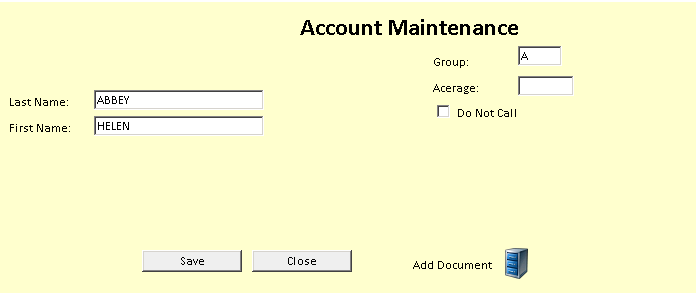 Account Maintenance
Group: A
Acerage:
Last Name: ABBEY
Do Not Call
First Name: HELEN
Save Close Add Document